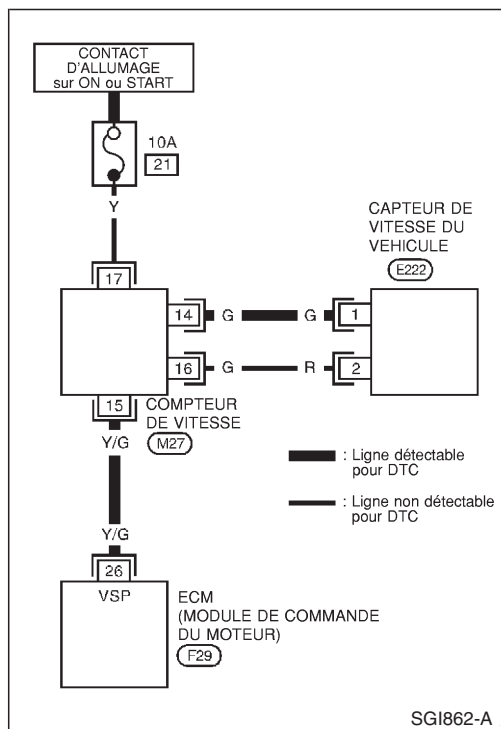 CONTACT
D'ALLUMAGE
sur ON ou START
10A
21
Y
17
CAPTEUR DE
VITESSE DU
VEHICULE
E222
14 G G 1
16 G R 2
15
COMPTEUR
DE VITESSE
M27
Y/G
: Ligne détectable
pour DTC
: Ligne non détectable
pour DTC
Y/G
26
VSP
ECM
(MODULE DE COMMANDE
DU MOTEUR)
F29
SGI862-A